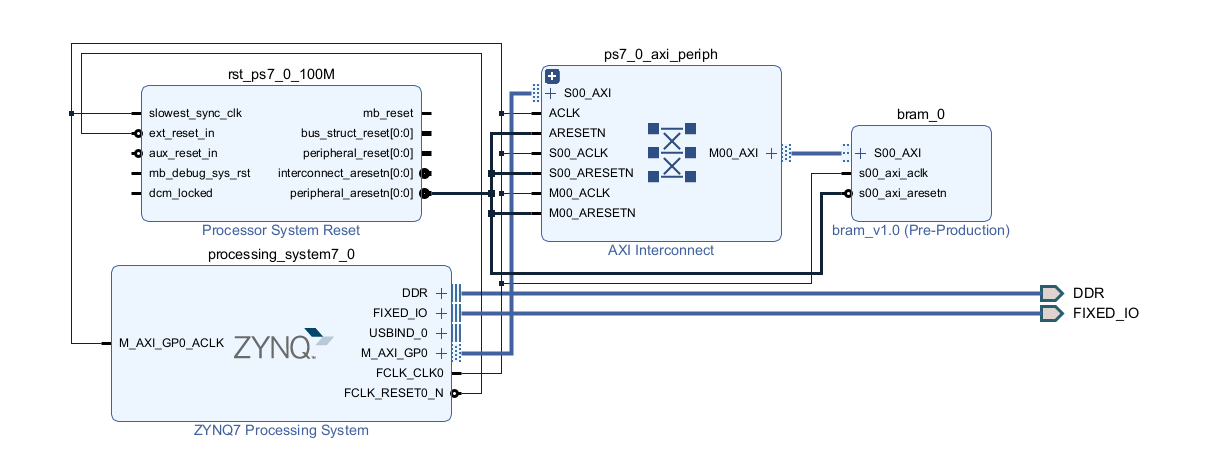 rst_ps7_0_100M
slowest_sync_clk
ext_reset_in
aux_reset_in
mb_debug_sys_rst
dcm_locked
mb_reset
bus_struct_reset[0:0]
peripheral_reset[0:0]
interconnect_aresetn[0:0]
peripheral_aresetn[0:0]
Processor System Reset
ps7_0_axi_periph
S00_AXI
ACLK
ARESETN
S00_ACLK
S00_ARESETN
M00_ACLK
M00_ARESETN
M00_AXI
AXI Interconnect
bram_0
S00_AXI
s00_axi_aclk
s00_axi_aresetn
bram_v1.0 (Pre-Production)
processing_system7_0
M_AXI_GP0_ACLK
ZYNQ
DDR
FIXED_IO
USBIND_0
M_AXI_GP0
FCLK_CLK0
FCLK_RESET0_N
ZYNQ7 Processing System
DDR
FIXED_IO